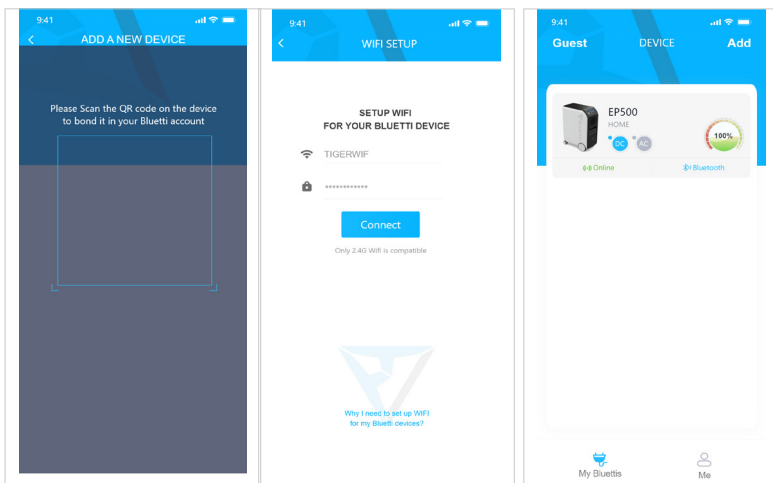 9:41
ADD A NEW DEVICE
Please Scan the QR code on the device
to bond it in your Bluetti account
9:41
WIFI SETUP
SETUP WIFI
FOR YOUR BLUETTI DEVICE
TIGERWIF
************
Connect
Only 2.4G Wifi is compatible
Why I need to set up WIFI
for my Bluetti devices?
9:41
Guest DEVICE Add
EP500
HOME
DC AC
100%
Online Bluetooth
My Bluettis Me